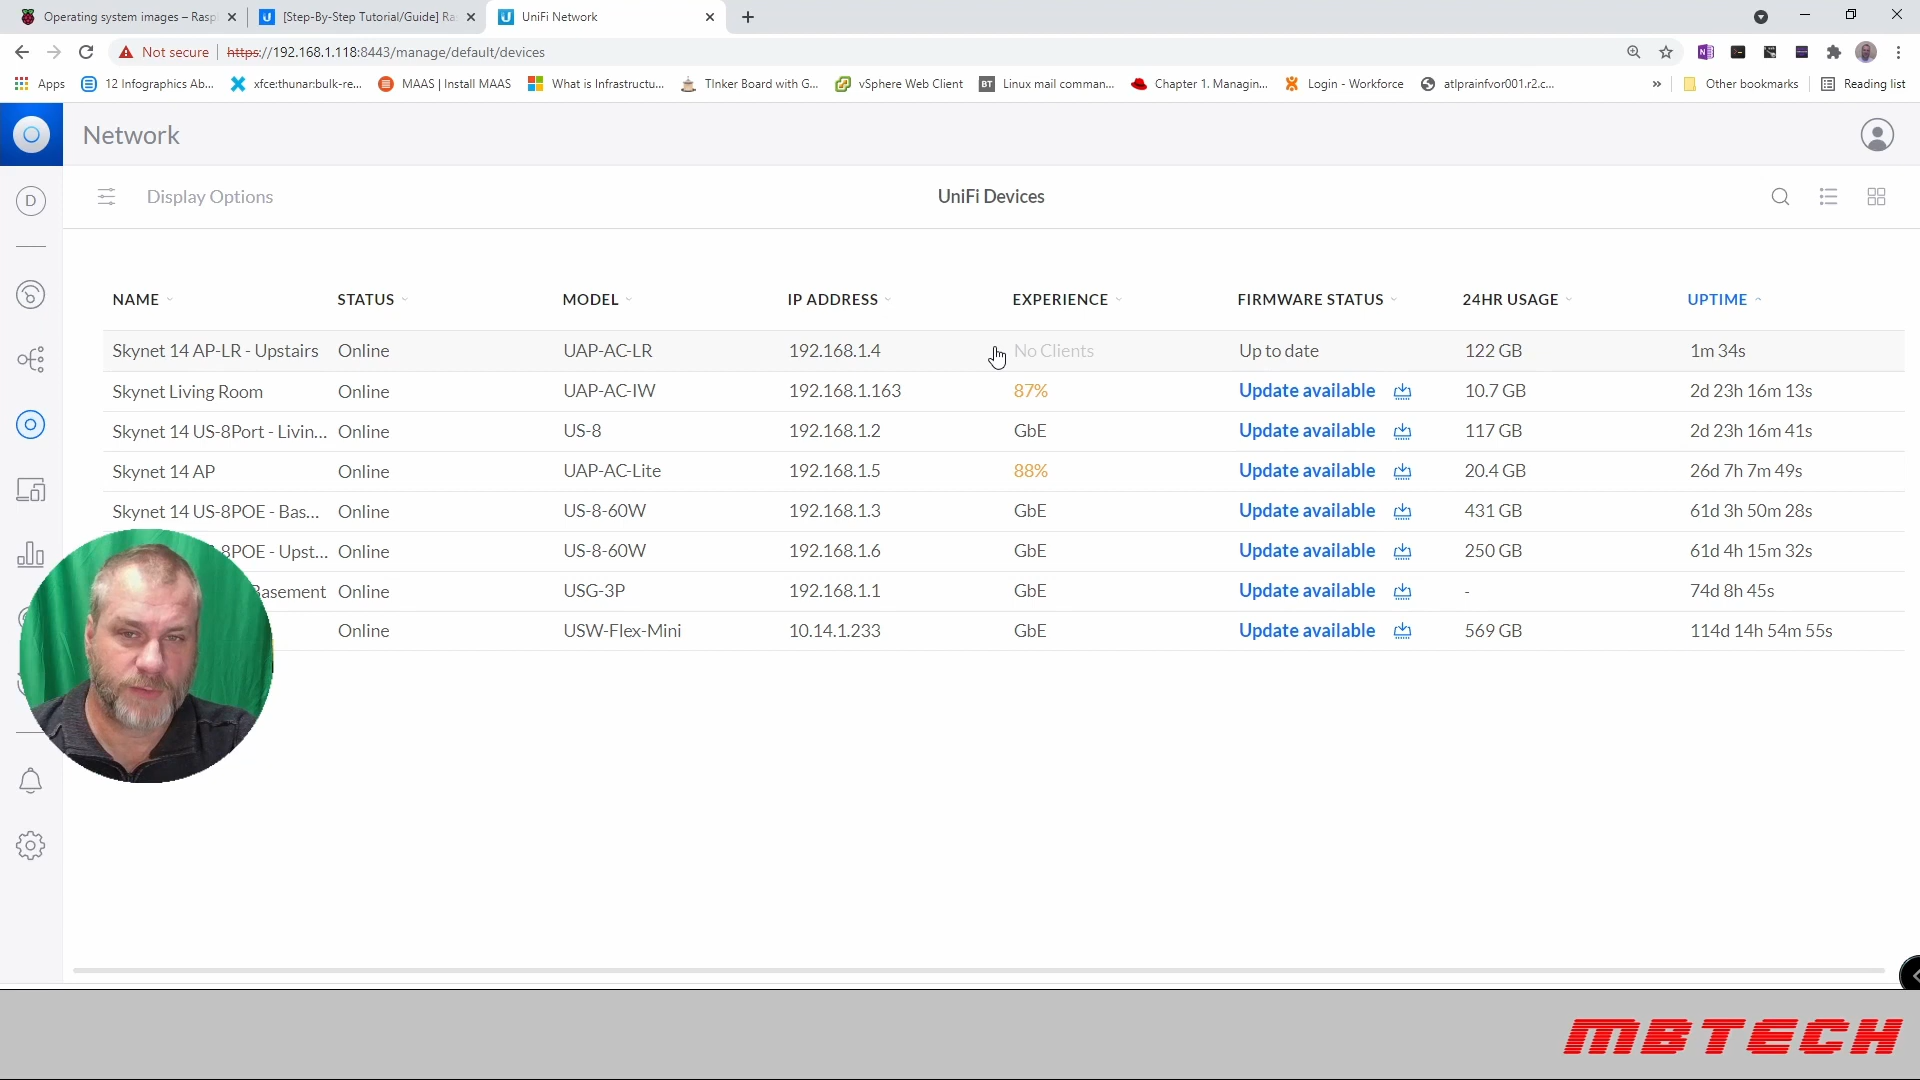 Operating system images – Raspl
[Step-By-Step Tutorial/Guide] Ra
UniFi Network
Not secure https://192.168.1.118:8443/manage/default/devices
Apps
12 Infographics Ab...
xfce:thunar:bulk-re...
MAAS | Install MAAS
What is Infrastructu...
TInker Board with G...
vSphere Web Client
BT Linux mail comman...
Chapter 1. Managin...
Login - Workforce
atlprainfvor001.r2.c...
» Other bookmarks
Reading list
Network
D
Display Options
UniFi Devices
NAME STATUS MODEL IP ADDRESS EXPERIENCE FIRMWARE STATUS 24HR USAGE UPTIME
Skynet 14 AP-LR - Upstairs Online UAP-AC-LR 192.168.1.4 No Clients Up to date 122 GB 1m 34s
Skynet Living Room Online UAP-AC-IW 192.168.1.163 87% Update available 10.7 GB 2d 23h 16m 13s
Skynet 14 US-8Port - Livin... Online US-8 192.168.1.2 GbE Update available 117 GB 2d 23h 16m 41s
Skynet 14 AP Online UAP-AC-Lite 192.168.1.5 88% Update available 20.4 GB 26d 7h 7m 49s
Skynet 14 US-8POE - Bas... Online US-8-60W 192.168.1.3 GbE Update available 431 GB 61d 3h 50m 28s
8POE - Upst... Online US-8-60W 192.168.1.6 GbE Update available 250 GB 61d 4h 15m 32s
Basement Online USG-3P 192.168.1.1 GbE Update available - 74d 8h 45s
Online USW-Flex-Mini 10.14.1.233 GbE Update available 569 GB 114d 14h 54m 55s
MBTECH